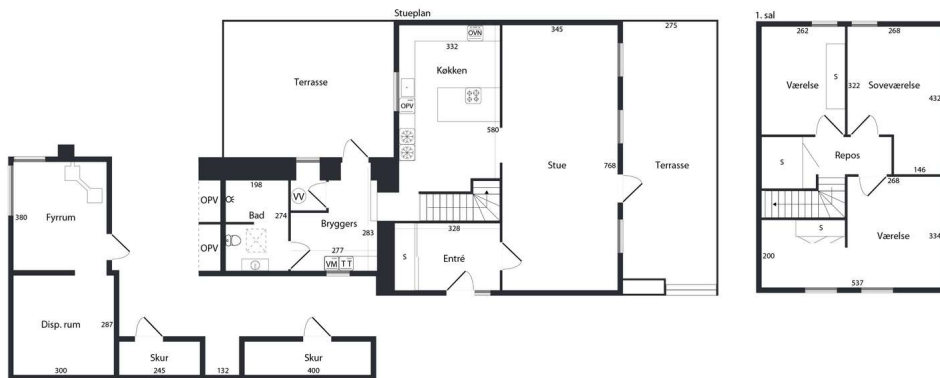 Stueplan
345
275
1. sal
262
268
332
OVN
Køkken
Værelse
S
322
Soveværelse
432
Terrasse
OPV
580
Stue
768
Terrasse
S
Repos
146
268
380
Fyrrum
OPV
198
Bad
274
VV
Bryggers
283
328
S
Entré
OPV
277
VM
TT
S
Værelse
334
200
537
Disp. rum
287
300
Skur
245
132
Skur
400